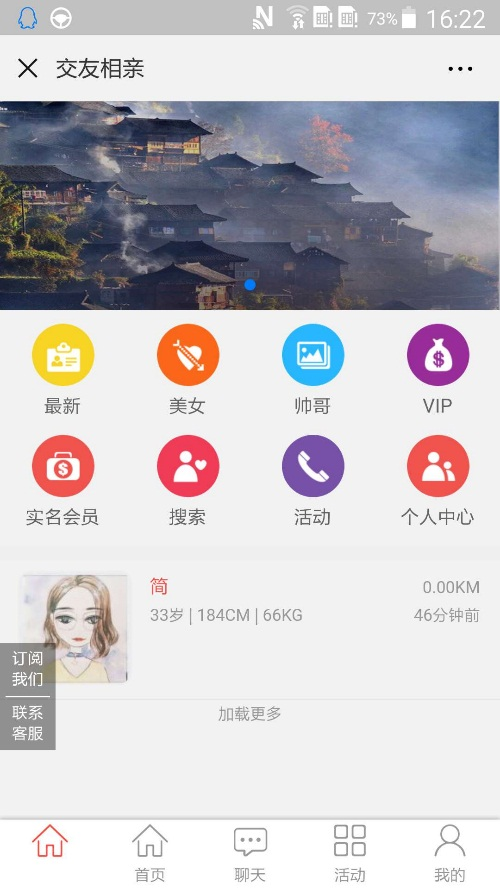 73% 16:22
交友相亲
最新 美女 帅哥 VIP
实名会员 搜索 活动 个人中心
简 0.00KM
33岁 | 184CM | 66KG 46分钟前
订阅
我们
联系
客服
加载更多
首页 聊天 活动 我的